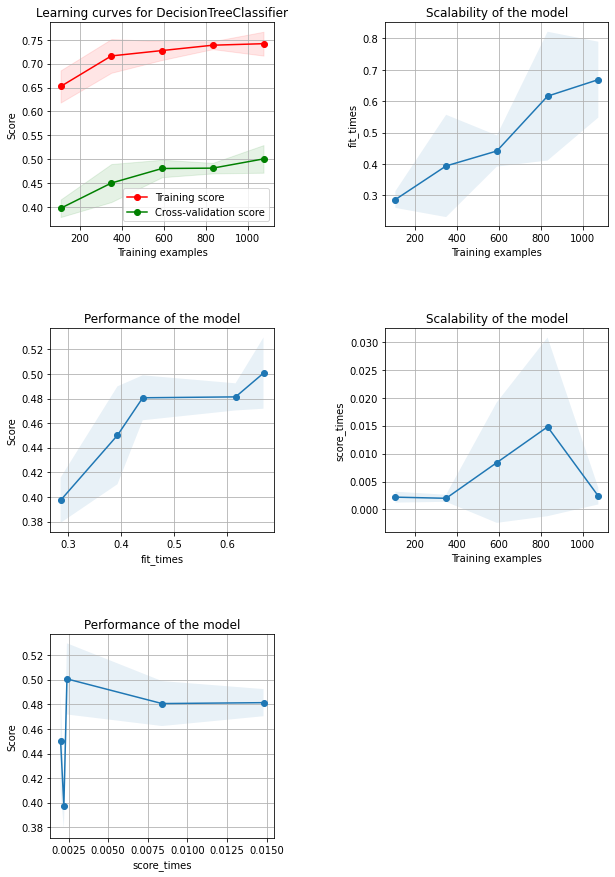 Learning curves for DecisionTreeClassifier
0.75
0.70
0.65
0.60
0.55
0.50
0.45
0.40
Score
Training score
Cross-validation score
200 400 600 800 1000
Training examples
Scalability of the model
0.8
0.7
0.6
0.5
0.4
0.3
fit_times
200 400 600 800 1000
Training examples
Performance of the model
0.52
0.50
0.48
0.46
0.44
0.42
0.40
0.38
Score
0.3 0.4 0.5 0.6
fit_times
Scalability of the model
0.030
0.025
0.020
0.015
0.010
0.005
0.000
score_times
200 400 600 800 1000
Training examples
Performance of the model
0.52
0.50
0.48
0.46
0.44
0.42
0.40
0.38
Score
0.0025 0.0050 0.0075 0.0100 0.0125 0.0150
score_times